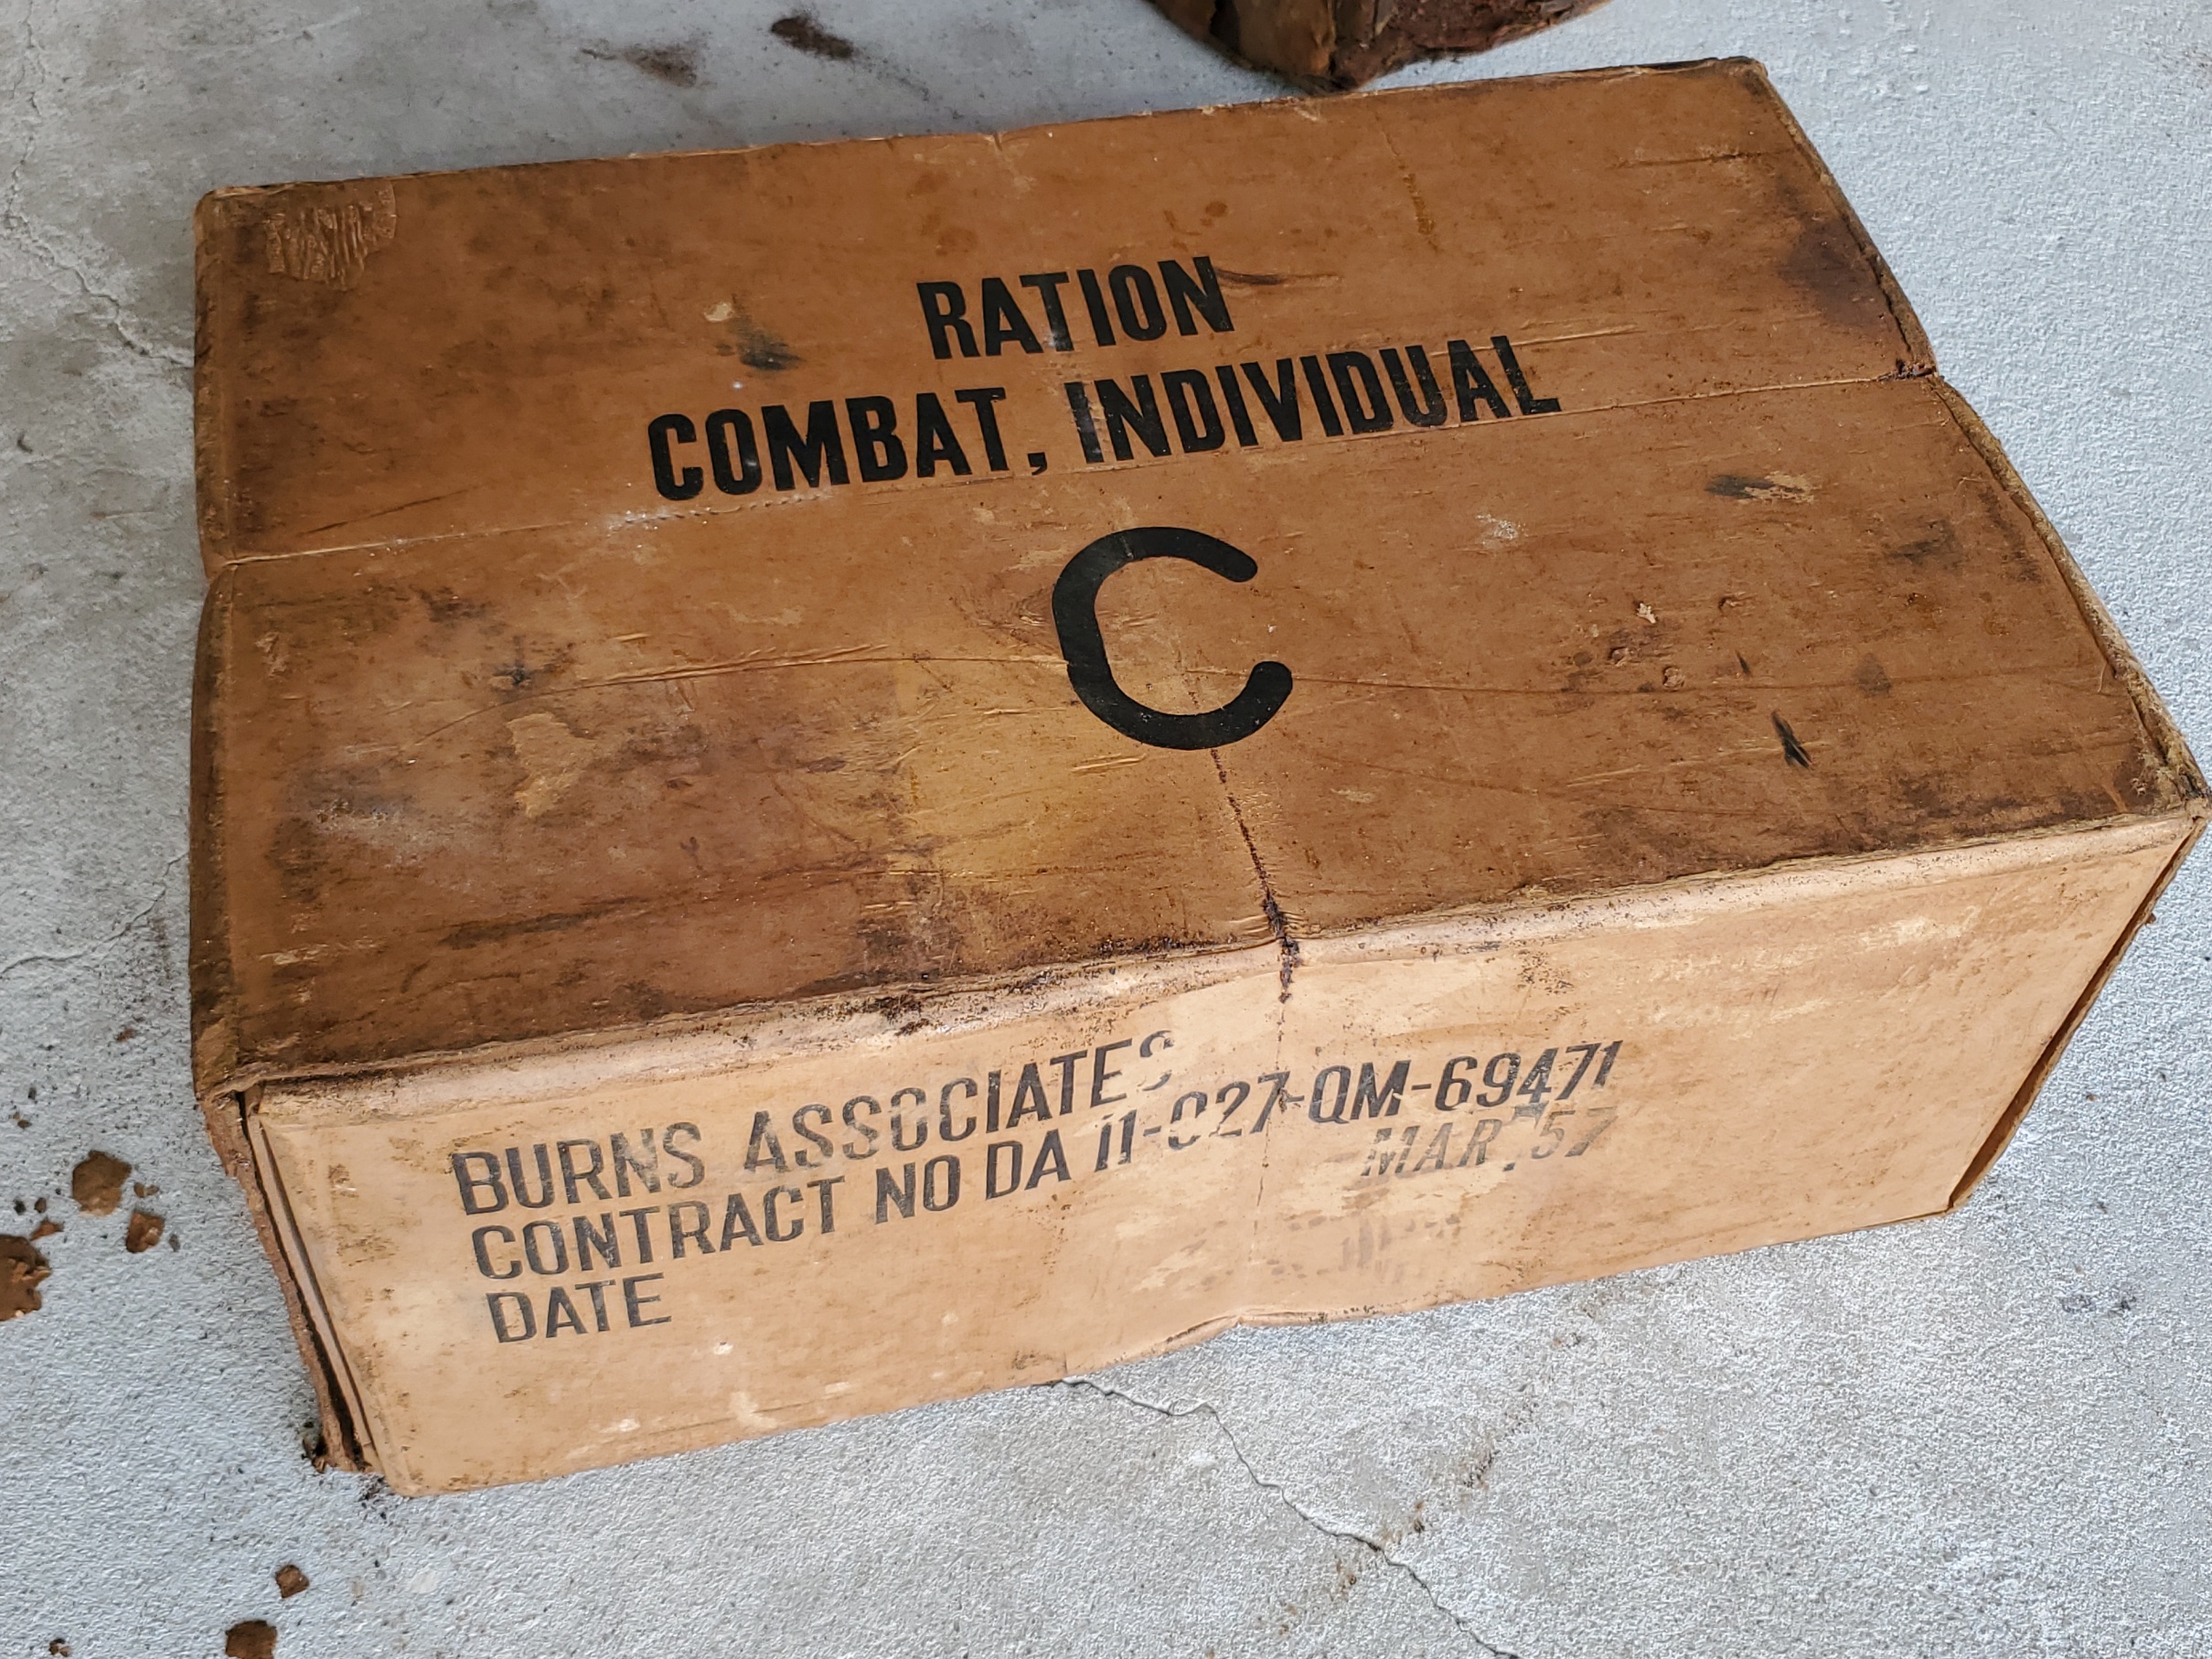 RATION
COMBAT, INDIVIDUAL
C
BURNS ASSOCIATES
CONTRACT NO DA 11-027-QM-69471
DATE MAR '57